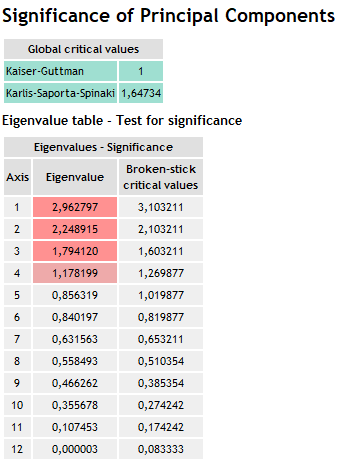 Significance of Principal Components
Global critical values
Kaiser-Guttman 1
Karlis-Saporta-Spinaki 1,64734
Eigenvalue table - Test for significance
Eigenvalues - Significance
Axis Eigenvalue Broken-stick
critical values
1 2,962797 3,103211
2 2,248915 2,103211
3 1,794120 1,603211
4 1,178199 1,269877
5 0,856319 1,019877
6 0,840197 0,819877
7 0,631563 0,653211
8 0,558493 0,510354
9 0,466262 0,385354
10 0,355678 0,274242
11 0,107453 0,174242
12 0,000003 0,083333